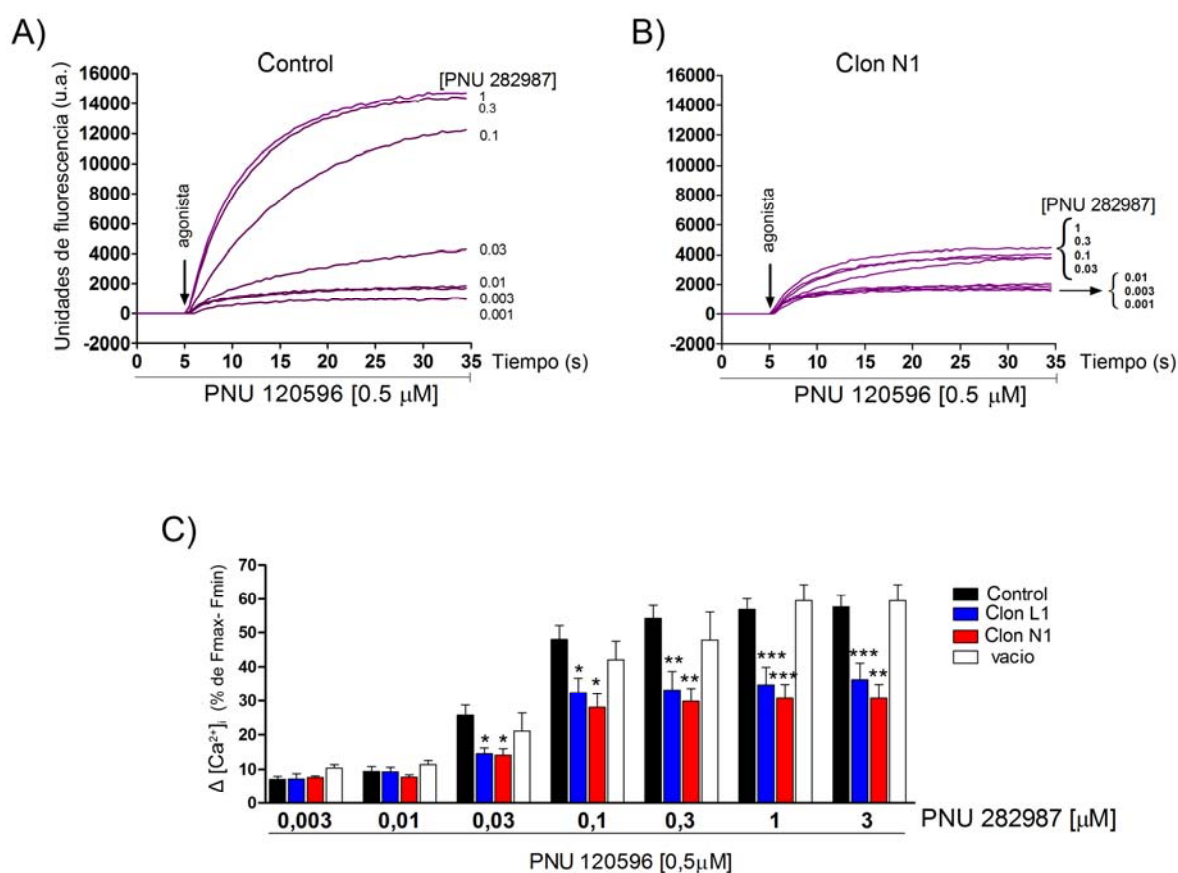 A)
Control
Unidades de fluorescencia (u.a.)
16000
14000
12000
10000
8000
6000
4000
2000
0
-2000
agonista
[PNU 282987]
1
0.3
0.1
0.03
0.01
0.003
0.001
0 5 10 15 20 25 30 35 Tiempo (s)
PNU 120596 [0.5 µM]
B)
Clon N1
16000
14000
12000
10000
8000
6000
4000
2000
0
-2000
agonista
[PNU 282987]
1
0.3
0.1
0.03
0.01
0.003
0.001
0 5 10 15 20 25 30 35 Tiempo (s)
PNU 120596 [0.5 µM]
C)
Δ [Ca²⁺]i (% de Fmax- Fmin)
70
60
50
40
30
20
10
0
* * * * ** ** *** *** *** **
Control
Clon L1
Clon N1
vacio
0,003 0,01 0,03 0,1 0,3 1 3 PNU 282987 [µM]
PNU 120596 [0,5µM]